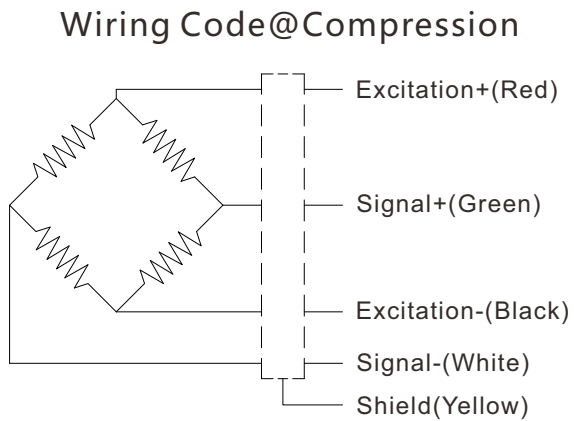 Wiring Code@Compression
Excitation+(Red)
Signal+(Green)
Excitation-(Black)
Signal-(White)
Shield(Yellow)